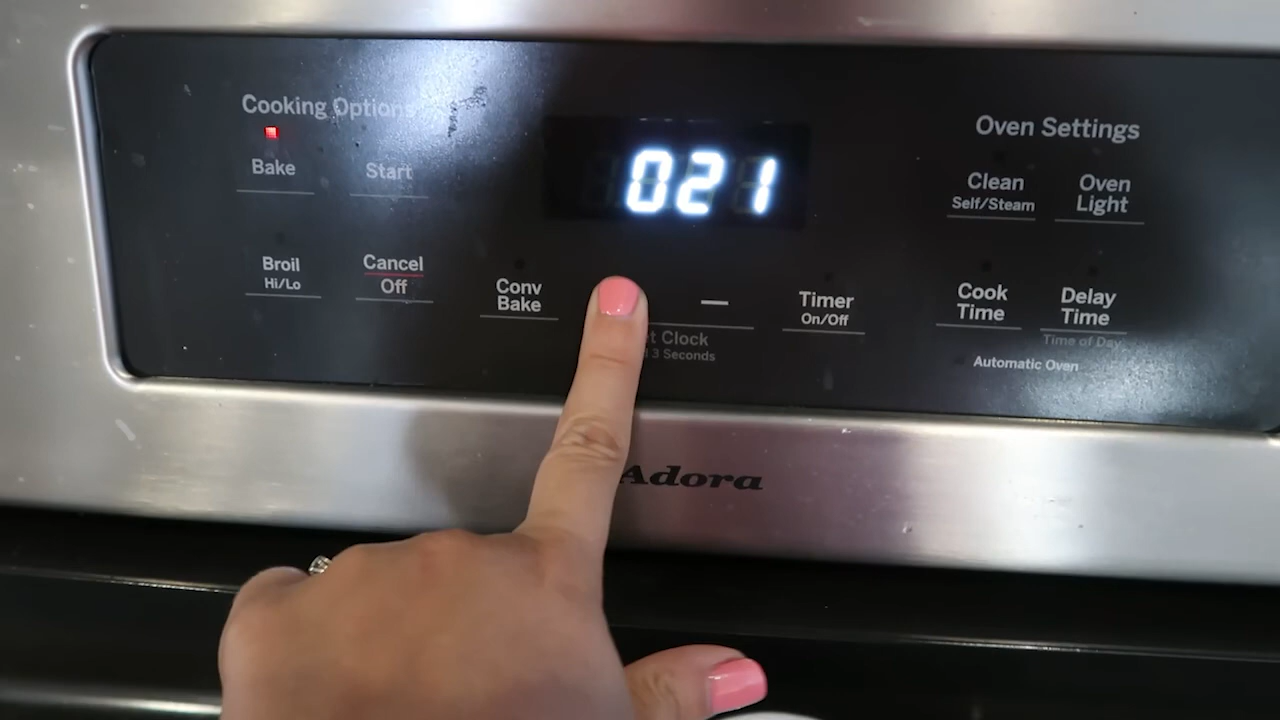 Cooking Options
Bake
Start
Broil
Hi/Lo
Cancel
Off
021
Conv
Bake
—
Clock
3 Seconds
Timer
On/Off
Oven Settings
Clean
Self/Steam
Oven
Light
Cook
Time
Delay
Time
Time of Day
Automatic Oven
Adora